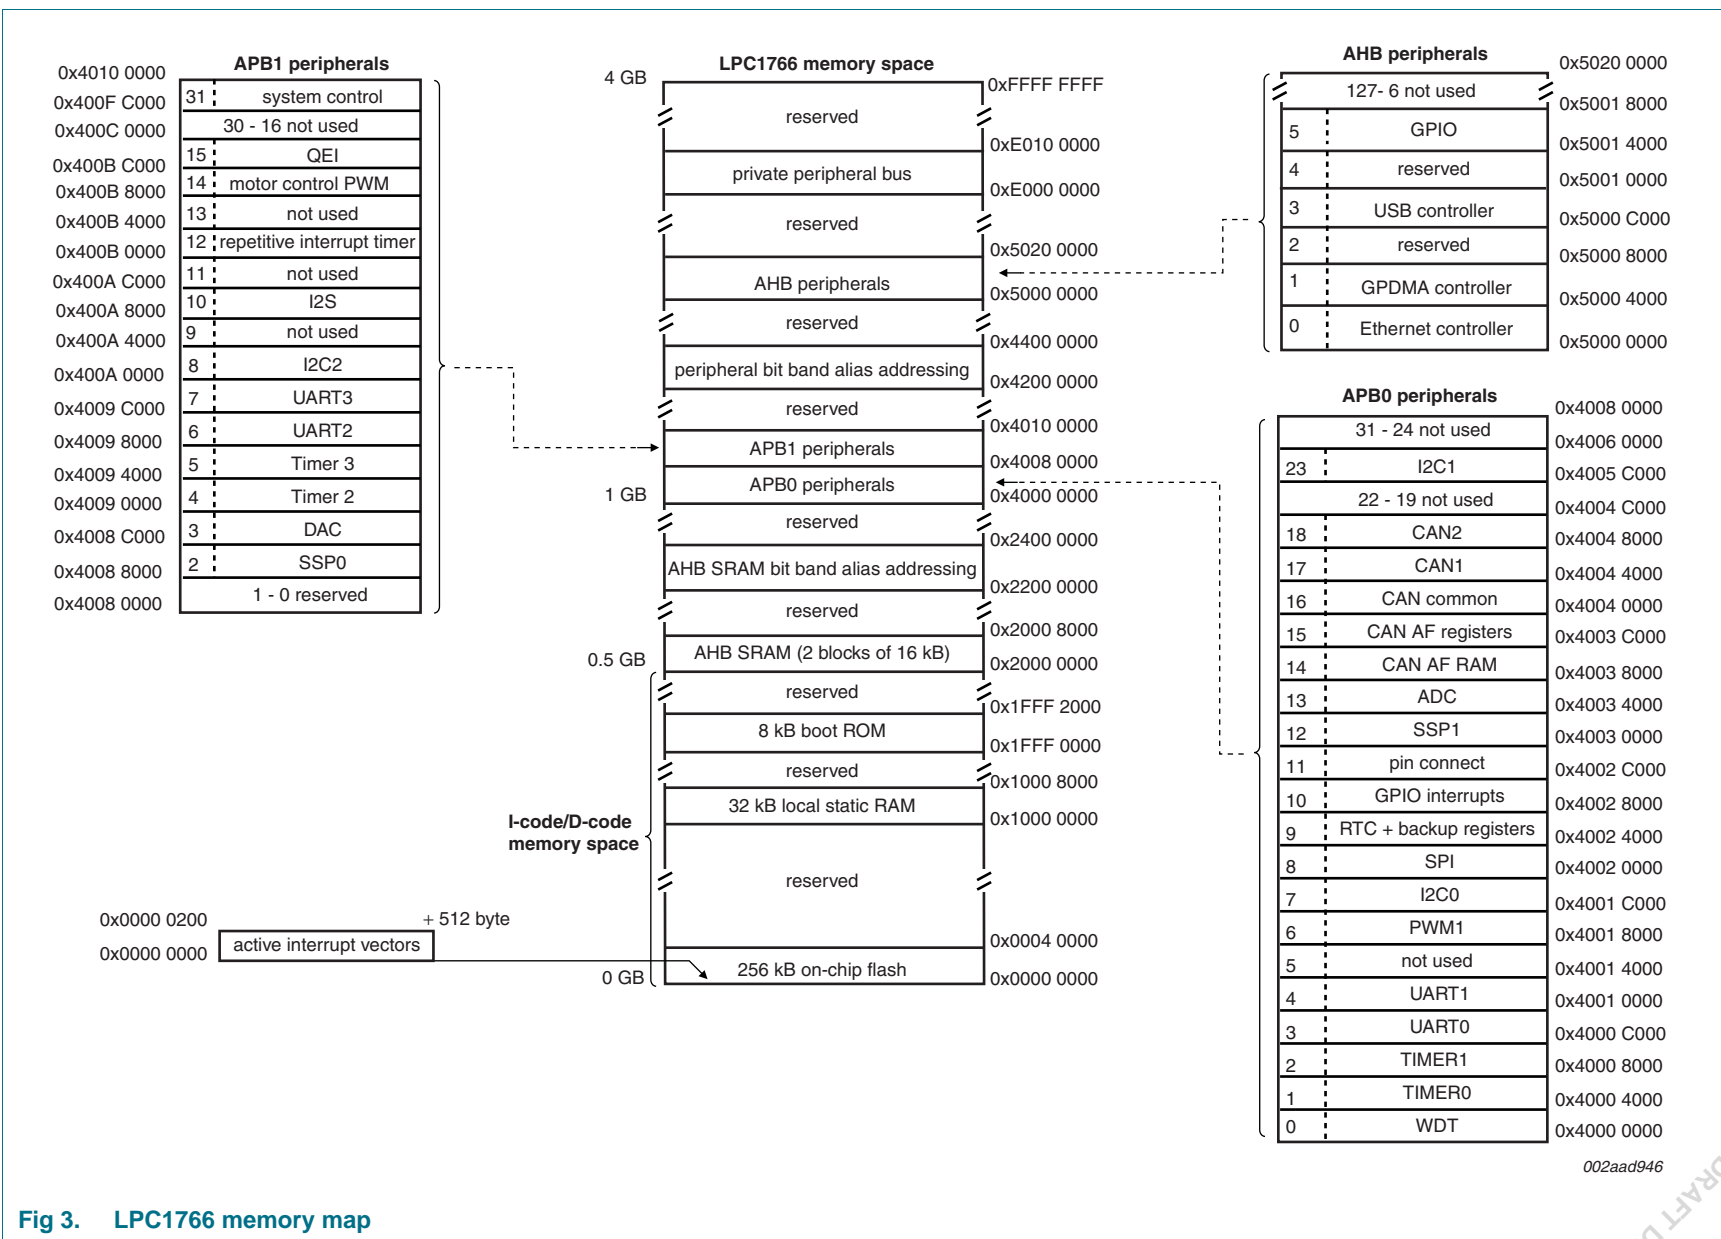 APB1 peripherals
0x4010 0000
31 system control
0x400F C000
30 - 16 not used
0x400C 0000
15 QEI
0x400B C000
14 motor control PWM
0x400B 8000
13 not used
0x400B 4000
12 repetitive interrupt timer
0x400B 0000
11 not used
0x400A C000
10 I2S
0x400A 8000
9 not used
0x400A 4000
8 I2C2
0x400A 0000
7 UART3
0x4009 C000
6 UART2
0x4009 8000
5 Timer 3
0x4009 4000
4 Timer 2
0x4009 0000
3 DAC
0x4008 C000
2 SSP0
0x4008 8000
1 - 0 reserved
0x4008 0000
0x0000 0200
+ 512 byte
active interrupt vectors
0x0000 0000
LPC1766 memory space
4 GB
0xFFFF FFFF
reserved
0xE010 0000
private peripheral bus
0xE000 0000
reserved
0x5020 0000
AHB peripherals
0x5000 0000
reserved
0x4400 0000
peripheral bit band alias addressing
0x4200 0000
reserved
0x4010 0000
APB1 peripherals
0x4008 0000
APB0 peripherals
1 GB
0x4000 0000
reserved
0x2400 0000
AHB SRAM bit band alias addressing
0x2200 0000
reserved
0x2000 8000
AHB SRAM (2 blocks of 16 kB)
0.5 GB
0x2000 0000
reserved
0x1FFF 2000
8 kB boot ROM
0x1FFF 0000
reserved
0x1000 8000
32 kB local static RAM
0x1000 0000
I-code/D-code
memory space
reserved
0x0004 0000
256 kB on-chip flash
0 GB
0x0000 0000
AHB peripherals
0x5020 0000
127- 6 not used
0x5001 8000
5 GPIO
0x5001 4000
4 reserved
0x5001 0000
3 USB controller
0x5000 C000
2 reserved
0x5000 8000
1 GPDMA controller
0x5000 4000
0 Ethernet controller
0x5000 0000
APB0 peripherals
0x4008 0000
31 - 24 not used
0x4006 0000
23 I2C1
0x4005 C000
22 - 19 not used
0x4004 C000
18 CAN2
0x4004 8000
17 CAN1
0x4004 4000
16 CAN common
0x4004 0000
15 CAN AF registers
0x4003 C000
14 CAN AF RAM
0x4003 8000
13 ADC
0x4003 4000
12 SSP1
0x4003 0000
11 pin connect
0x4002 C000
10 GPIO interrupts
0x4002 8000
9 RTC + backup registers
0x4002 4000
8 SPI
0x4002 0000
7 I2C0
0x4001 C000
6 PWM1
0x4001 8000
5 not used
0x4001 4000
4 UART1
0x4001 0000
3 UART0
0x4000 C000
2 TIMER1
0x4000 8000
1 TIMER0
0x4000 4000
0 WDT
0x4000 0000
002aad946
Fig 3. LPC1766 memory map